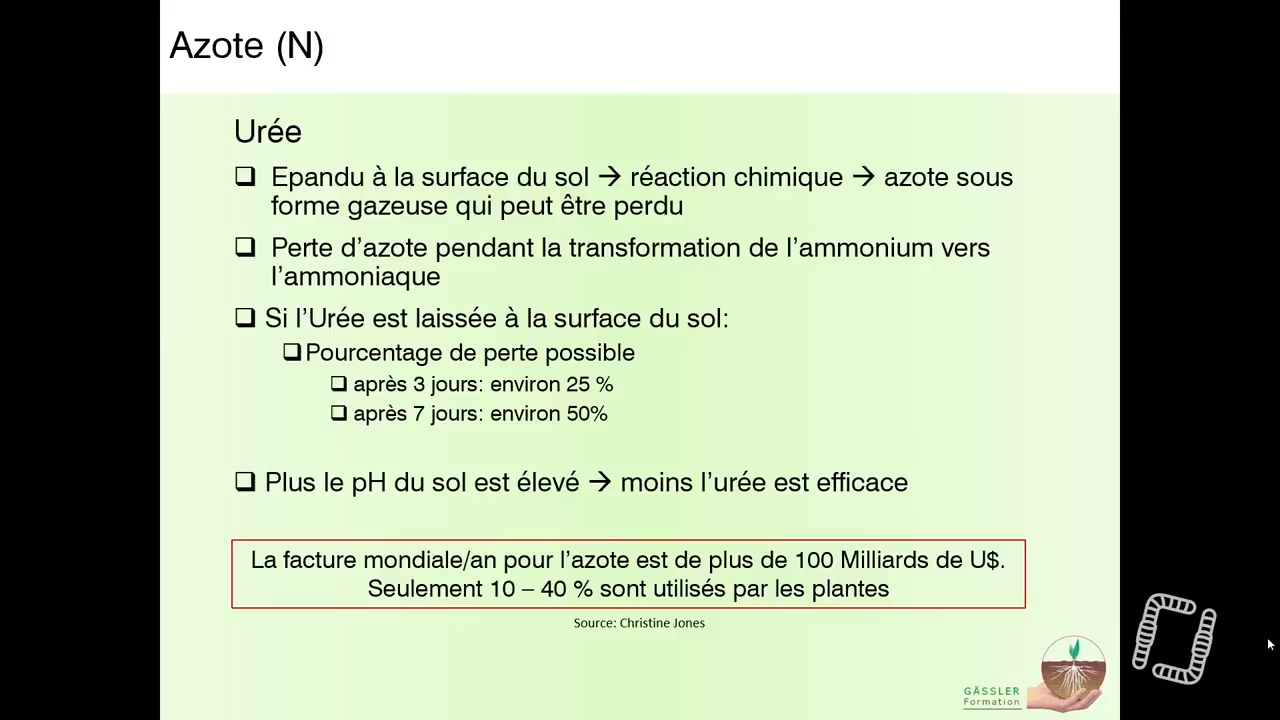 Azote (N)
Urée
Epandu à la surface du sol → réaction chimique → azote sous
forme gazeuse qui peut être perdu
Perte d’azote pendant la transformation de l’ammonium vers
l’ammoniaque
Si l’Urée est laissée à la surface du sol:
Pourcentage de perte possible
après 3 jours: environ 25 %
après 7 jours: environ 50%
Plus le pH du sol est élevé → moins l’urée est efficace
La facture mondiale/an pour l’azote est de plus de 100 Milliards de U$.
Seulement 10 – 40 % sont utilisés par les plantes
Source: Christine Jones
GÄSSLER
Formation